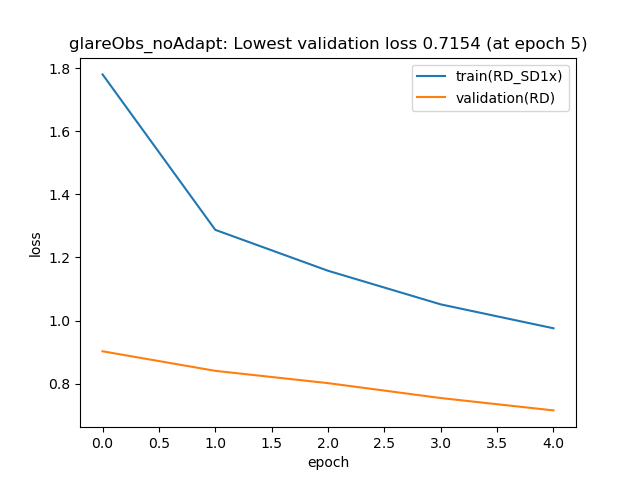 glareObs_noAdapt: Lowest validation loss 0.7154 (at epoch 5)
train(RD_SD1x)
validation(RD)
loss
1.8
1.6
1.4
1.2
1.0
0.8
0.0 0.5 1.0 1.5 2.0 2.5 3.0 3.5 4.0
epoch